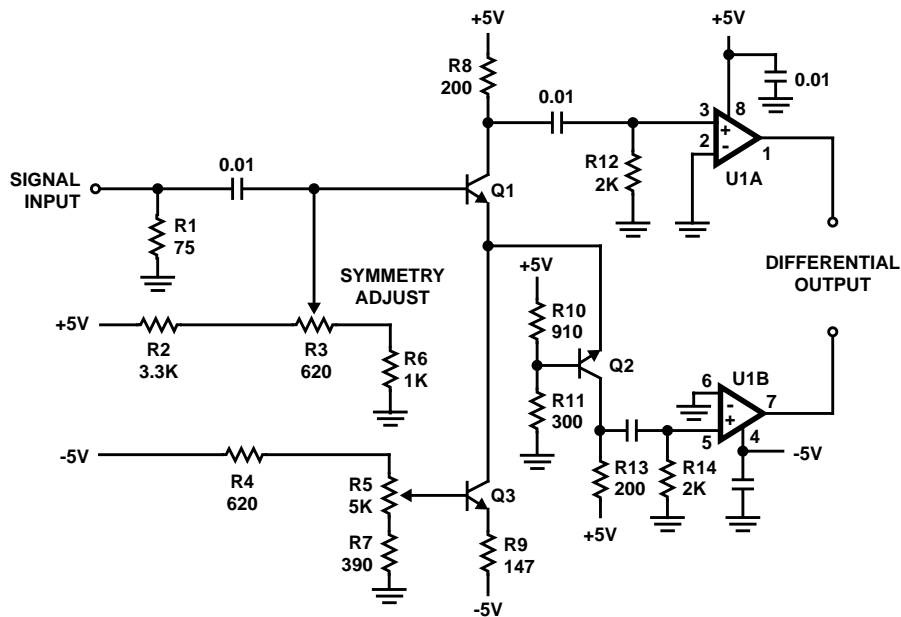 +5V
R8
200
0.01
+5V
0.01
3
8
+
2
-
1
U1A
R12
2K
SIGNAL
INPUT
0.01
Q1
R1
75
SYMMETRY
ADJUST
+5V
R2
3.3K
R3
620
R6
1K
+5V
R10
910
Q2
R11
300
DIFFERENTIAL
OUTPUT
U1B
6
-
7
+
5
4
-5V
R13
200
R14
2K
+5V
-5V
R4
620
R5
5K
Q3
R7
390
R9
147
-5V